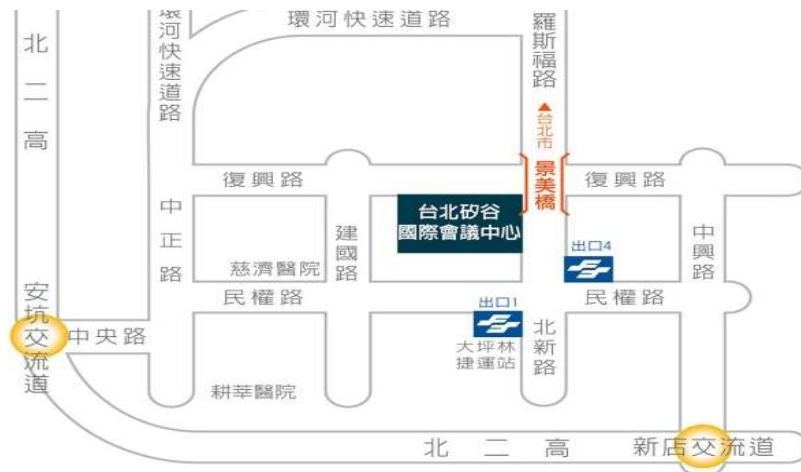 環河快速道路
環河快速道路
羅斯福路
北二高
▲台北市
景美橋
復興路
復興路
台北矽谷
國際會議中心
中正路
建國路
中興路
出口4
慈濟醫院
民權路
民權路
安坑交流道
中央路
出口1
大坪林
捷運站
北新路
耕莘醫院
北二高
新店交流道